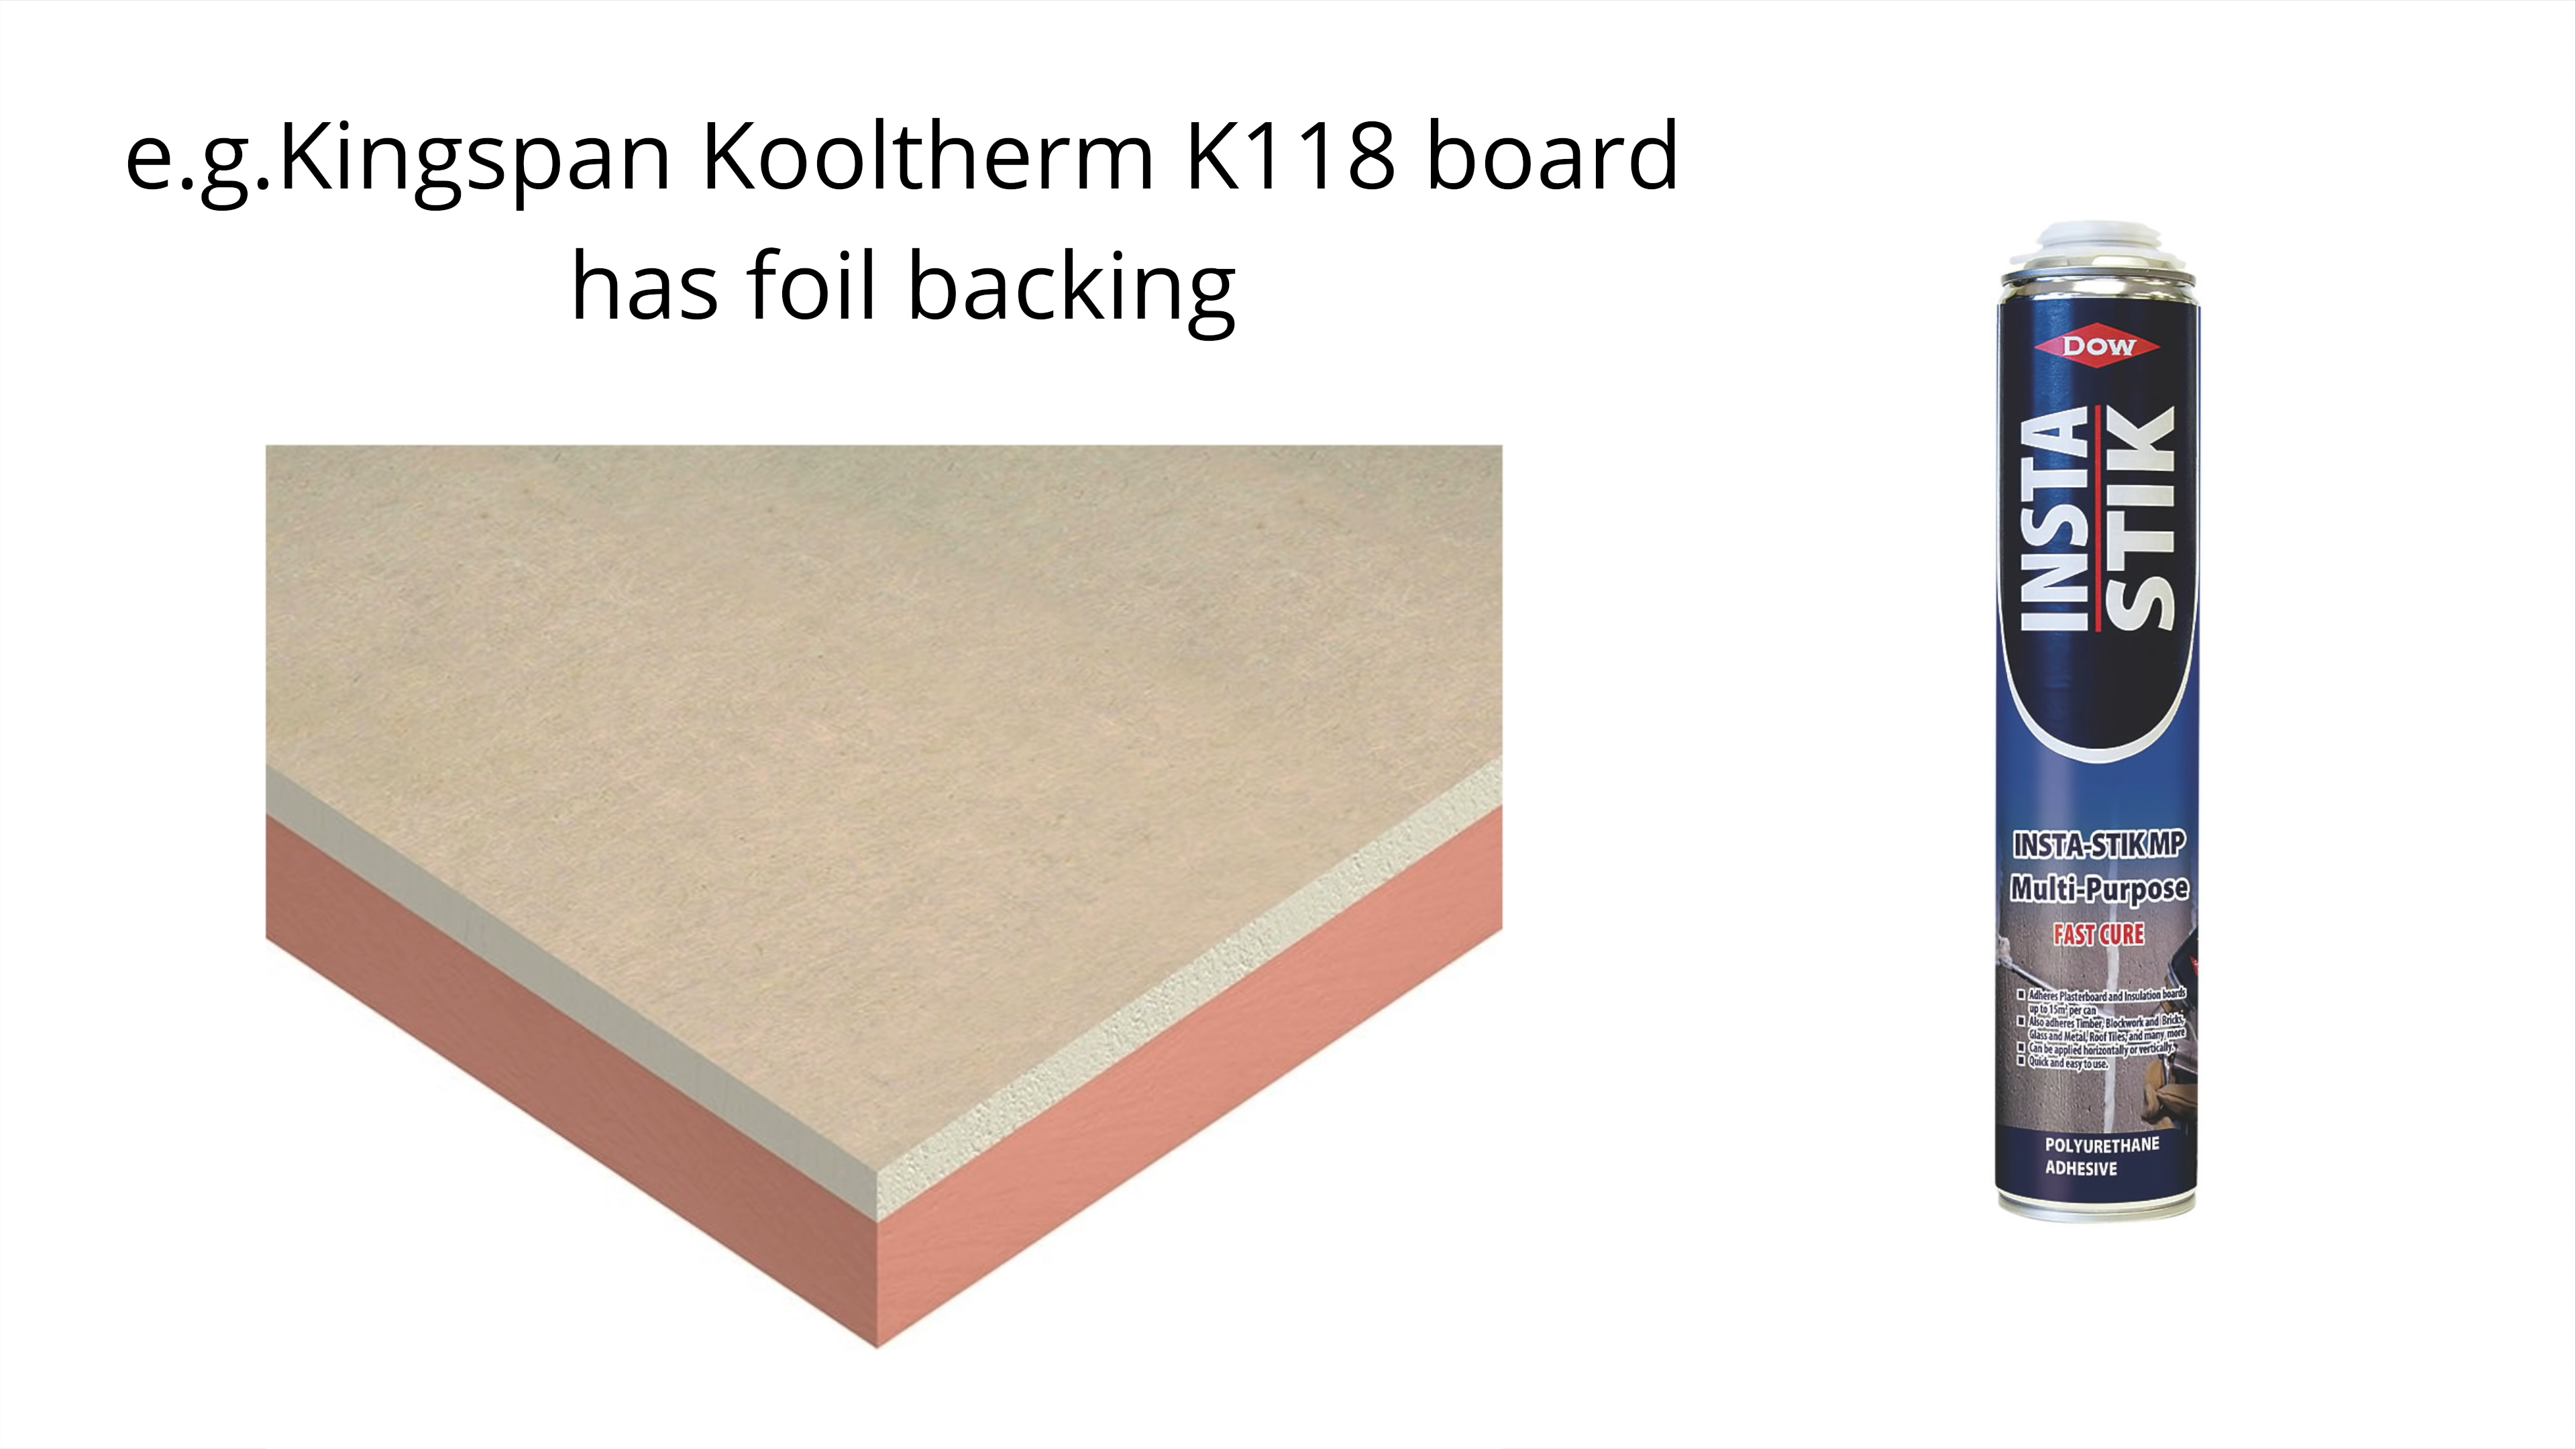 e.g.Kingspan Kooltherm K118 board
has foil backing
DOW
INSTA
STIK
INSTA-STIK MP
Multi-Purpose
FAST CURE
Adheres Plasterboard and Insulation boards
up to 15m² per can
Also adheres Timber, Blockwork and Bricks,
Glass and Metal, Roof Tiles, and many more
Can be applied horizontally or vertically.
Quick and easy to use.
POLYURETHANE
ADHESIVE